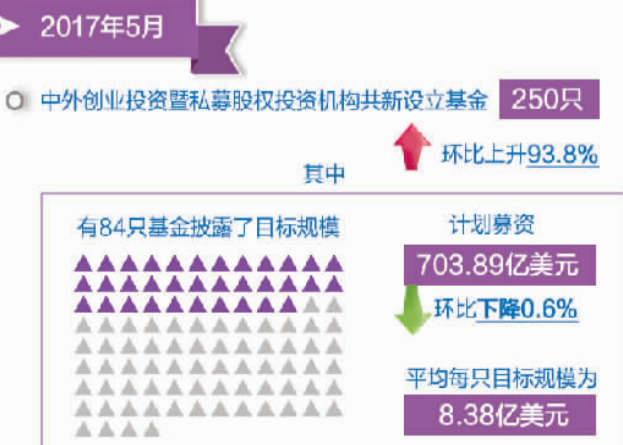 2017年5月
中外创业投资暨私募股权投资机构共新设立基金 250只
环比上升93.8%
其中
有84只基金披露了目标规模
计划募资
703.89亿美元
环比下降0.6%
平均每只目标规模为
8.38亿美元